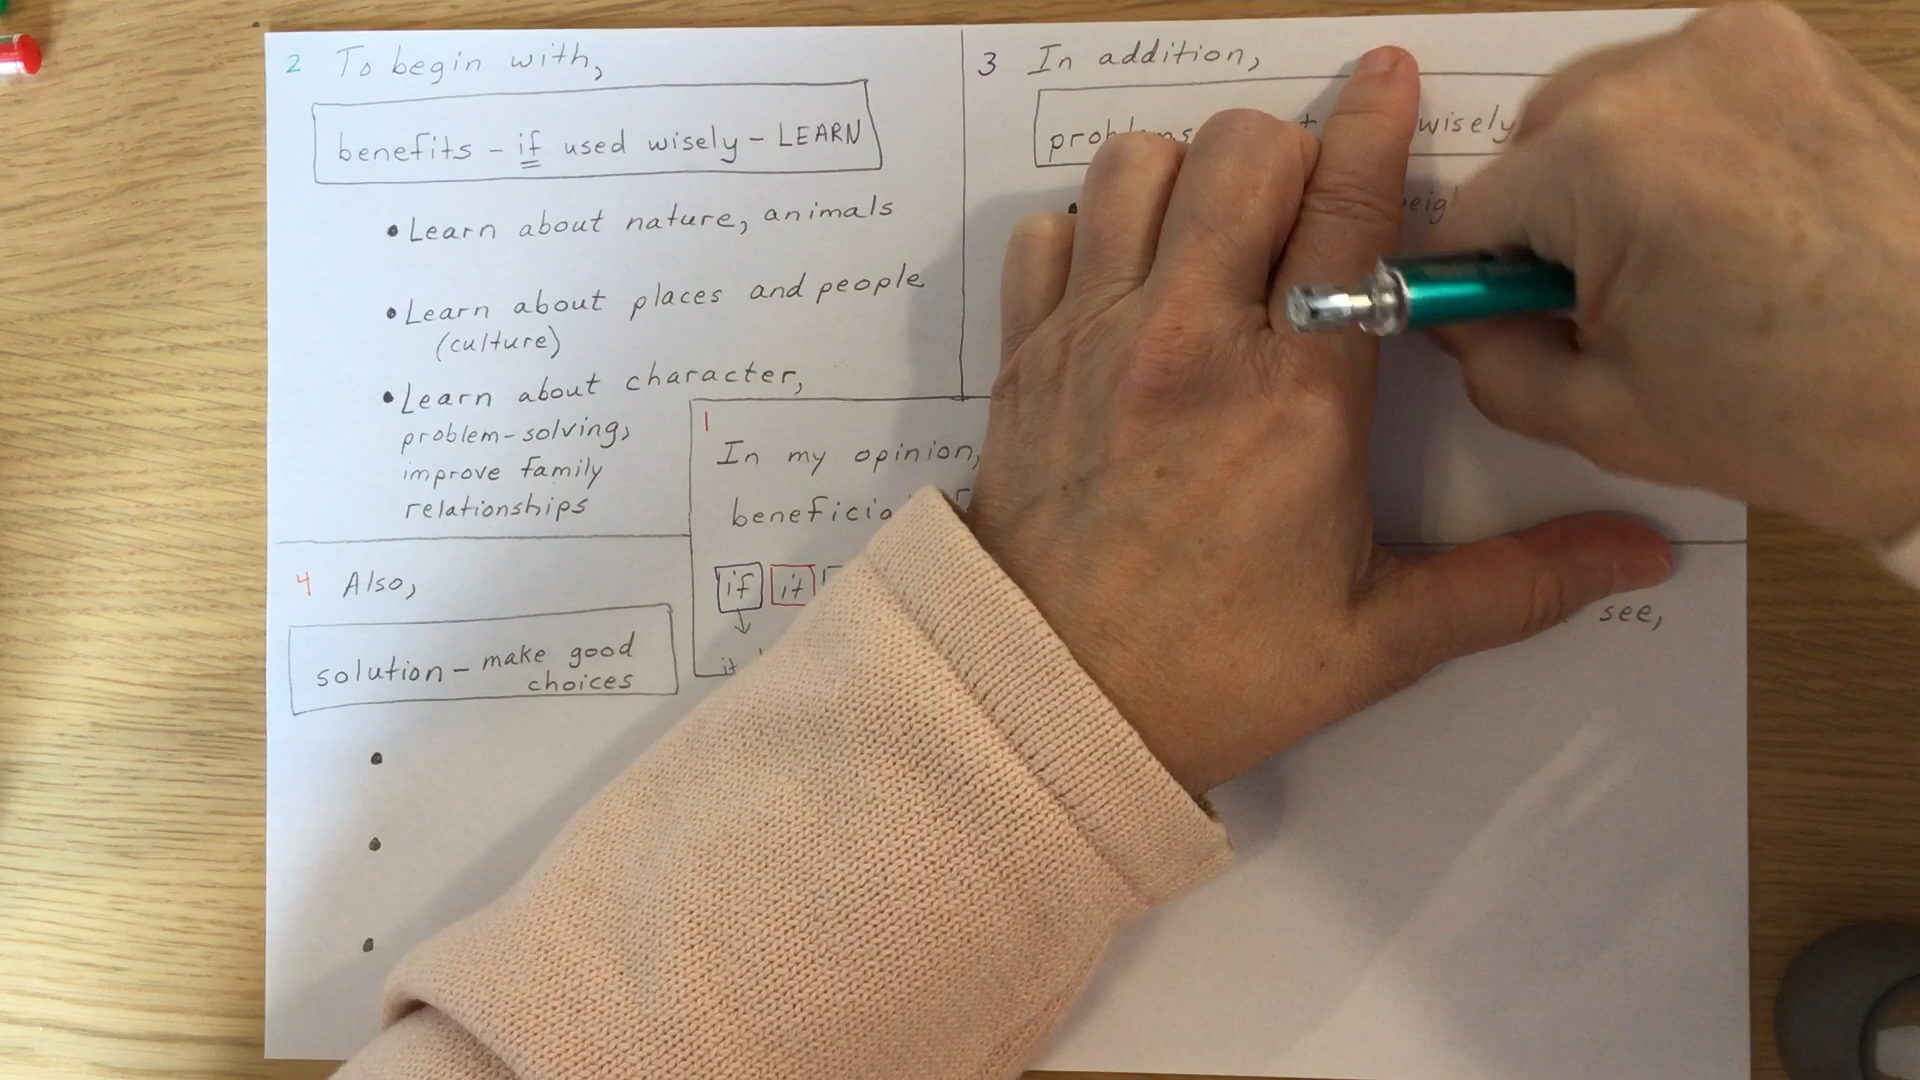 2 To begin with,
benefits - if used wisely - LEARN
• Learn about nature, animals
• Learn about places and people
(culture)
• Learn about character,
problem-solving,
improve family
relationships
3 In addition,
wisely
1
In my opinion,
if it
it
4 Also,
solution - make good
choices
see,